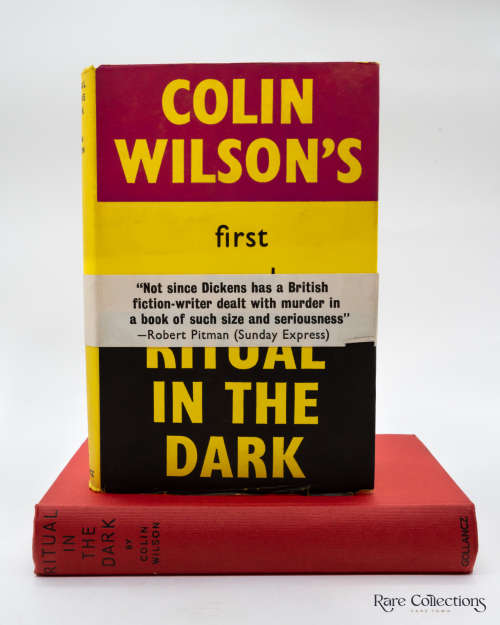 COLIN
WILSON'S
first
“Not since Dickens has a British
fiction-writer dealt with murder in
a book of such size and seriousness”
—Robert Pitman (Sunday Express)
RITUAL
IN THE
DARK
RITUAL
IN
THE
DARK
BY
COLIN
WILSON
GOLLANCZ
Rare Collections
CAPE TOWN